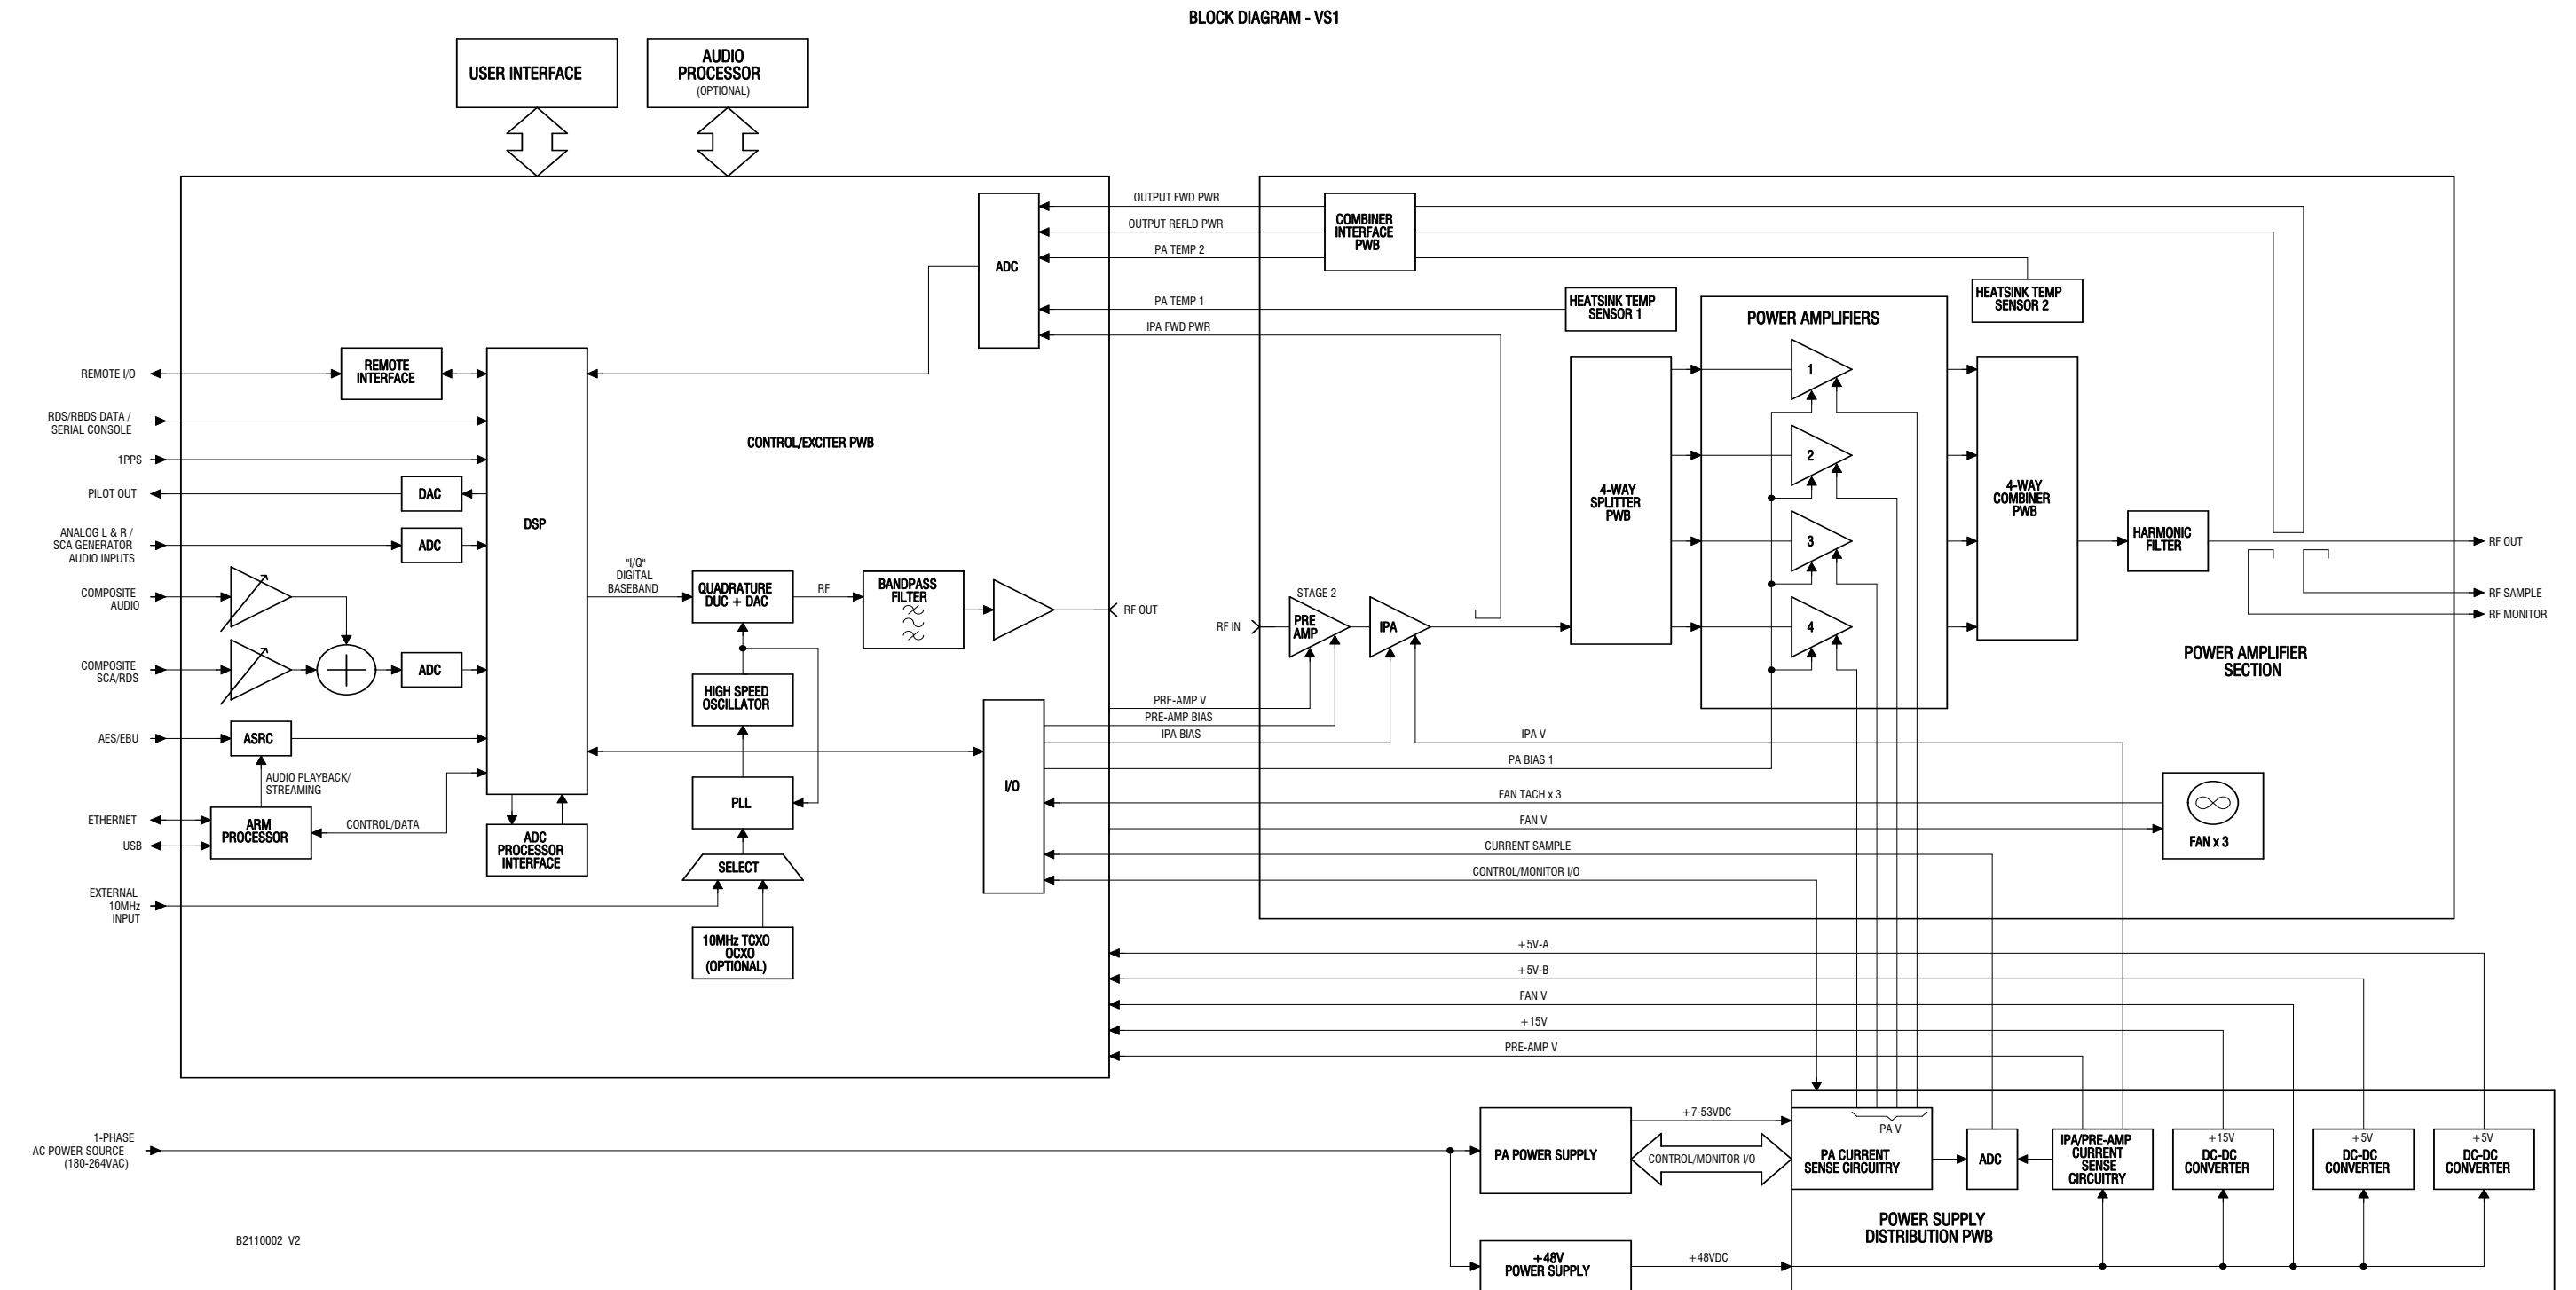 BLOCK DIAGRAM - VS1
USER INTERFACE
AUDIO
PROCESSOR
(OPTIONAL)
CONTROL/EXCITER PWB
REMOTE I/O
REMOTE
INTERFACE
RDS/RBDS DATA /
SERIAL CONSOLE
1PPS
PILOT OUT
DAC
ANALOG L & R /
SCA GENERATOR
AUDIO INPUTS
ADC
COMPOSITE
AUDIO
COMPOSITE
SCA/RDS
ADC
AES/EBU
ASRC
AUDIO PLAYBACK/
STREAMING
ETHERNET
USB
ARM
PROCESSOR
CONTROL/DATA
EXTERNAL
10MHz
INPUT
DSP
ADC
PROCESSOR
INTERFACE
"I/Q"
DIGITAL
BASEBAND
QUADRATURE
DUC + DAC
RF
BANDPASS
FILTER
RF OUT
HIGH SPEED
OSCILLATOR
PLL
SELECT
10MHz TCXO
OCXO
(OPTIONAL)
ADC
I/O
OUTPUT FWD PWR
OUTPUT REFLD PWR
PA TEMP 2
PA TEMP 1
IPA FWD PWR
COMBINER
INTERFACE
PWB
HEATSINK TEMP
SENSOR 1
HEATSINK TEMP
SENSOR 2
POWER AMPLIFIERS
1
2
3
4
4-WAY
SPLITTER
PWB
4-WAY
COMBINER
PWB
HARMONIC
FILTER
RF OUT
RF SAMPLE
RF MONITOR
POWER AMPLIFIER
SECTION
RF IN
STAGE 2
PRE
AMP
IPA
PRE-AMP V
PRE-AMP BIAS
IPA BIAS
IPA V
PA BIAS 1
FAN TACH x 3
FAN V
CURRENT SAMPLE
CONTROL/MONITOR I/O
FAN x 3
+5V-A
+5V-B
FAN V
+15V
PRE-AMP V
1-PHASE
AC POWER SOURCE
(180-264VAC)
PA POWER SUPPLY
+7-53VDC
CONTROL/MONITOR I/O
PA V
PA CURRENT
SENSE CIRCUITRY
ADC
IPA/PRE-AMP
CURRENT
SENSE
CIRCUITRY
+15V
DC-DC
CONVERTER
+5V
DC-DC
CONVERTER
+5V
DC-DC
CONVERTER
POWER SUPPLY
DISTRIBUTION PWB
+48V
POWER SUPPLY
+48VDC
B2110002 V2